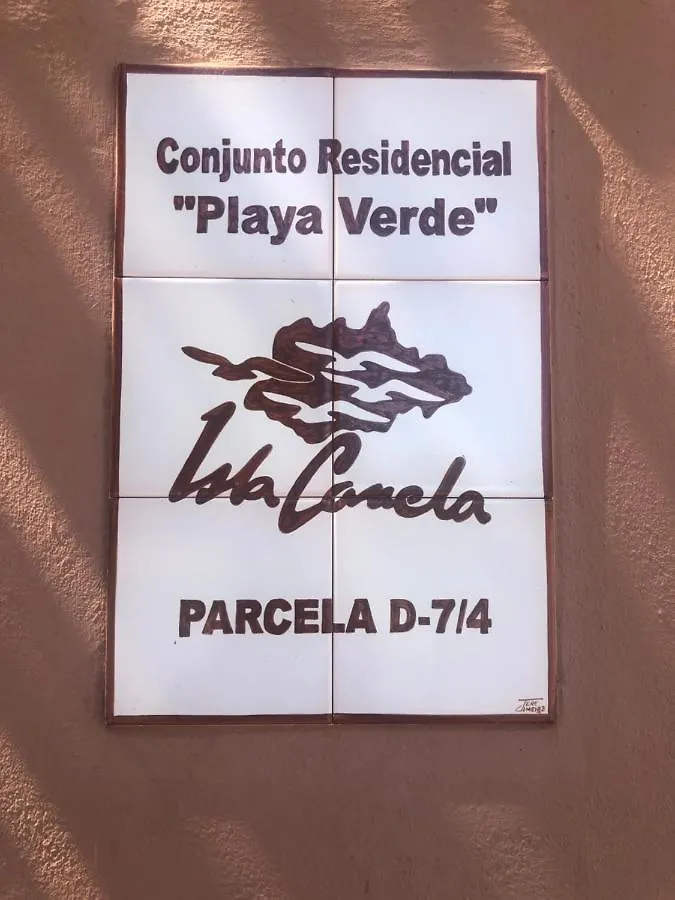 Conjunto Residencial
"Playa Verde"
Isla Canela
PARCELA D-7/4